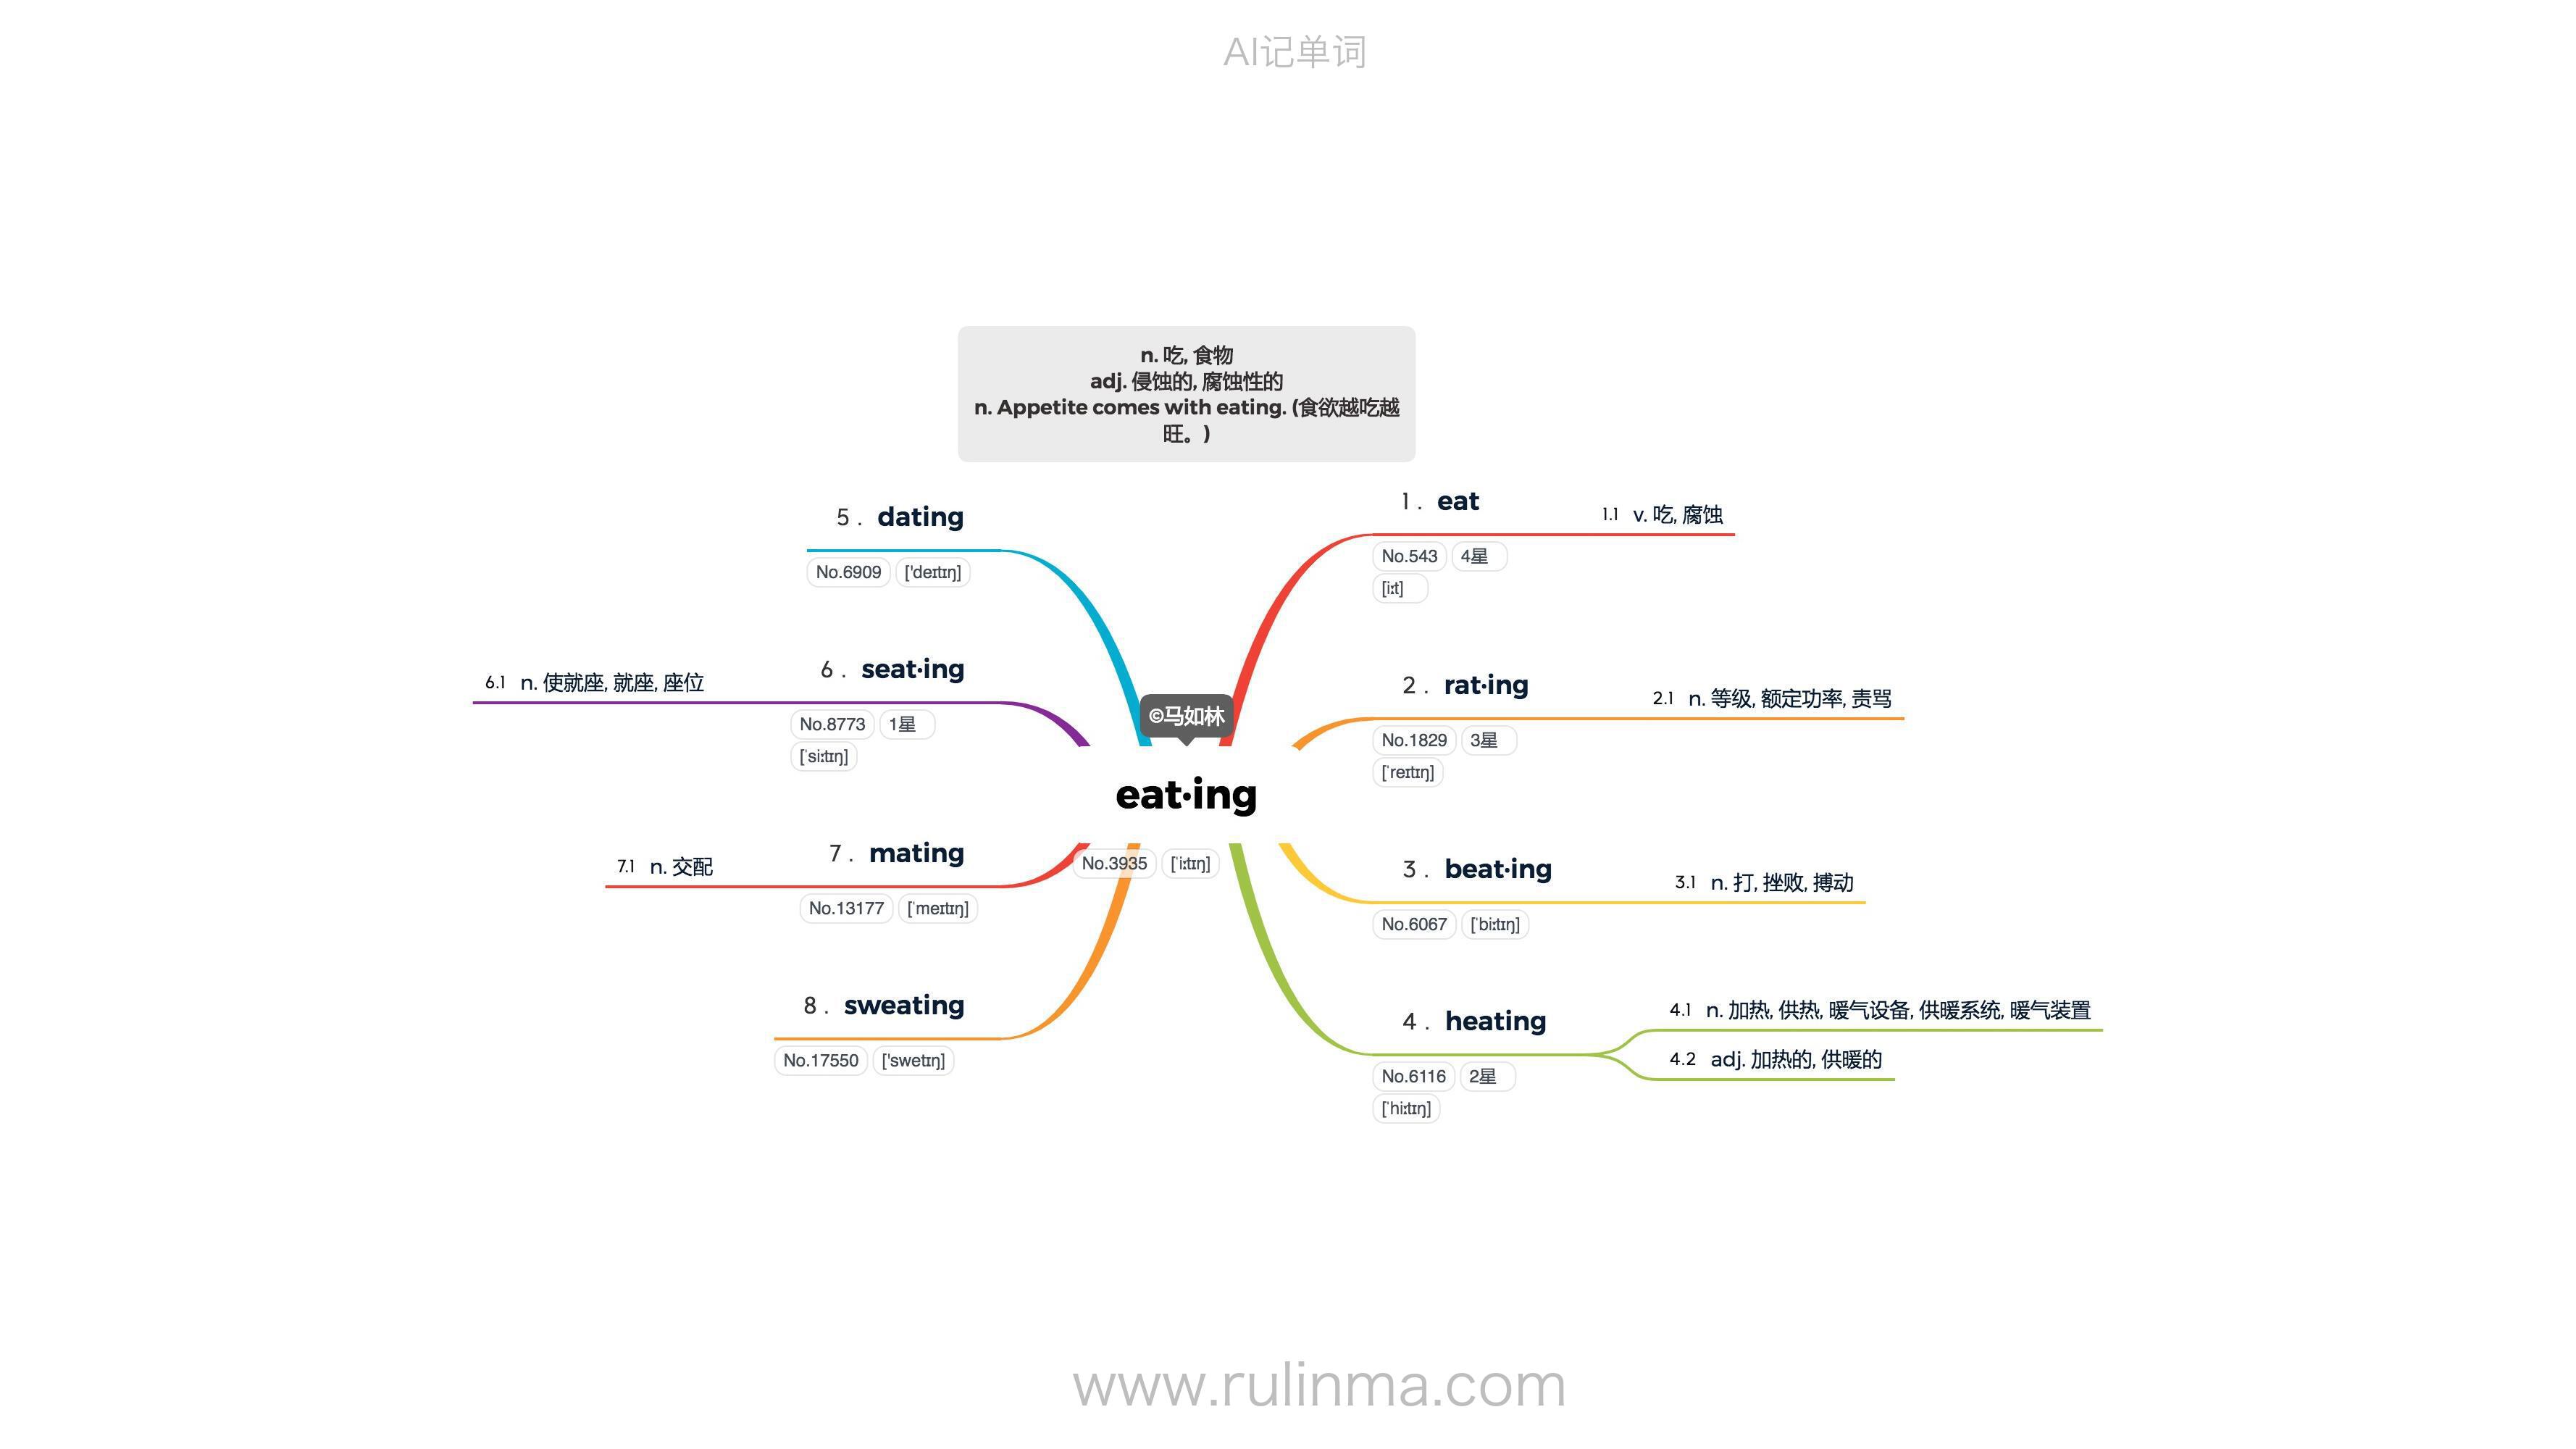 AI记单词
n. 吃, 食物
adj. 侵蚀的, 腐蚀性的
n. Appetite comes with eating. (食欲越吃越
旺。)
©马如林
eat·ing
No.3935 [ˈiːtɪŋ]
1 . eat
No.543 4星
[iːt]
1.1 v. 吃, 腐蚀
2 . rat·ing
No.1829 3星
[ˈreɪtɪŋ]
2.1 n. 等级, 额定功率, 责骂
3 . beat·ing
No.6067 [ˈbiːtɪŋ]
3.1 n. 打, 挫败, 搏动
4 . heating
No.6116 2星
[ˈhiːtɪŋ]
4.1 n. 加热, 供热, 暖气设备, 供暖系统, 暖气装置
4.2 adj. 加热的, 供暖的
5 . dating
No.6909 ['deɪtɪŋ]
6 . seat·ing
No.8773 1星
[ˈsiːtɪŋ]
6.1 n. 使就座, 就座, 座位
7 . mating
No.13177 [ˈmeɪtɪŋ]
7.1 n. 交配
8 . sweating
No.17550 ['swetɪŋ]
www.rulinma.com